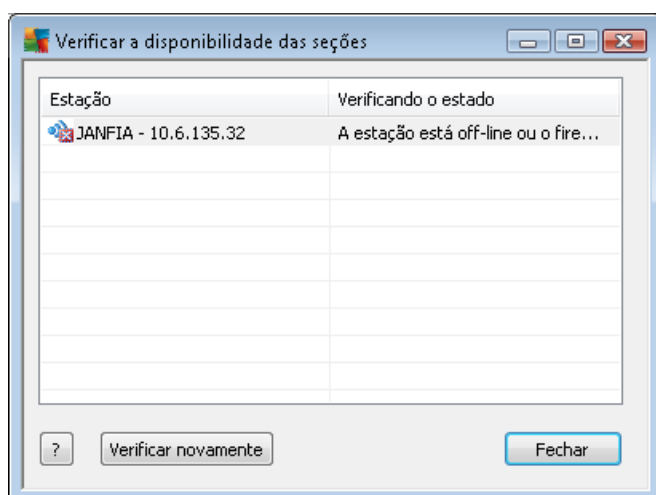 Verificar a disponibilidade das seções
Estação Verificando o estado
JANFIA - 10.6.135.32 A estação está off-line ou o fire...
? Verificar novamente Fechar